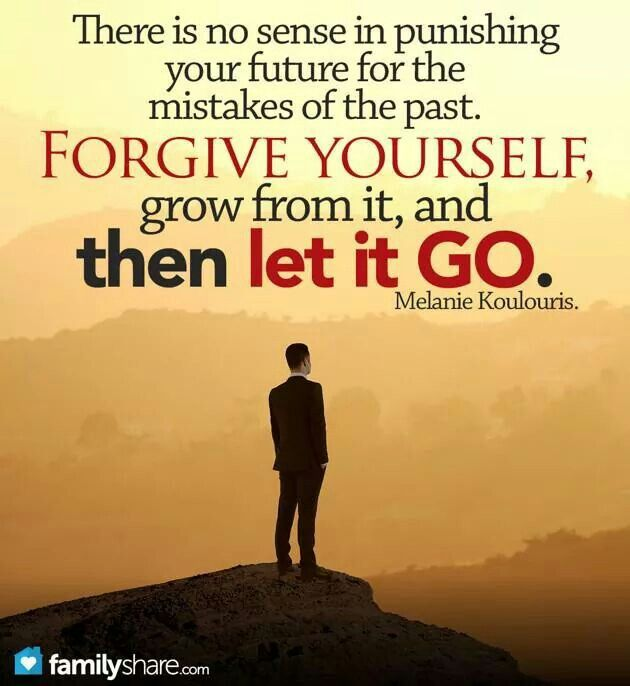 There is no sense in punishing
your future for the
mistakes of the past.
FORGIVE YOURSELF,
grow from it, and
then let it GO.
Melanie Koulouris.
familyshare.com